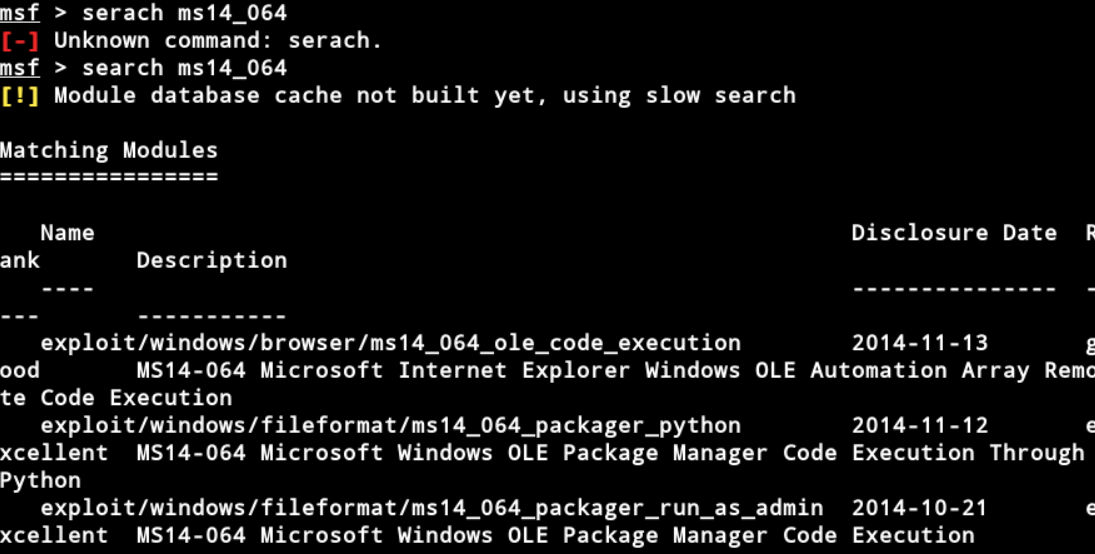 msf > serach ms14_064
[-] Unknown command: serach.
msf > search ms14_064
[!] Module database cache not built yet, using slow search
Matching Modules
================
Name Disclosure Date R
ank Description
---- --------------- -
--- -----------
exploit/windows/browser/ms14_064_ole_code_execution 2014-11-13 g
ood MS14-064 Microsoft Internet Explorer Windows OLE Automation Array Remo
te Code Execution
exploit/windows/fileformat/ms14_064_packager_python 2014-11-12 e
xcellent MS14-064 Microsoft Windows OLE Package Manager Code Execution Through
Python
exploit/windows/fileformat/ms14_064_packager_run_as_admin 2014-10-21 e
xcellent MS14-064 Microsoft Windows OLE Package Manager Code Execution